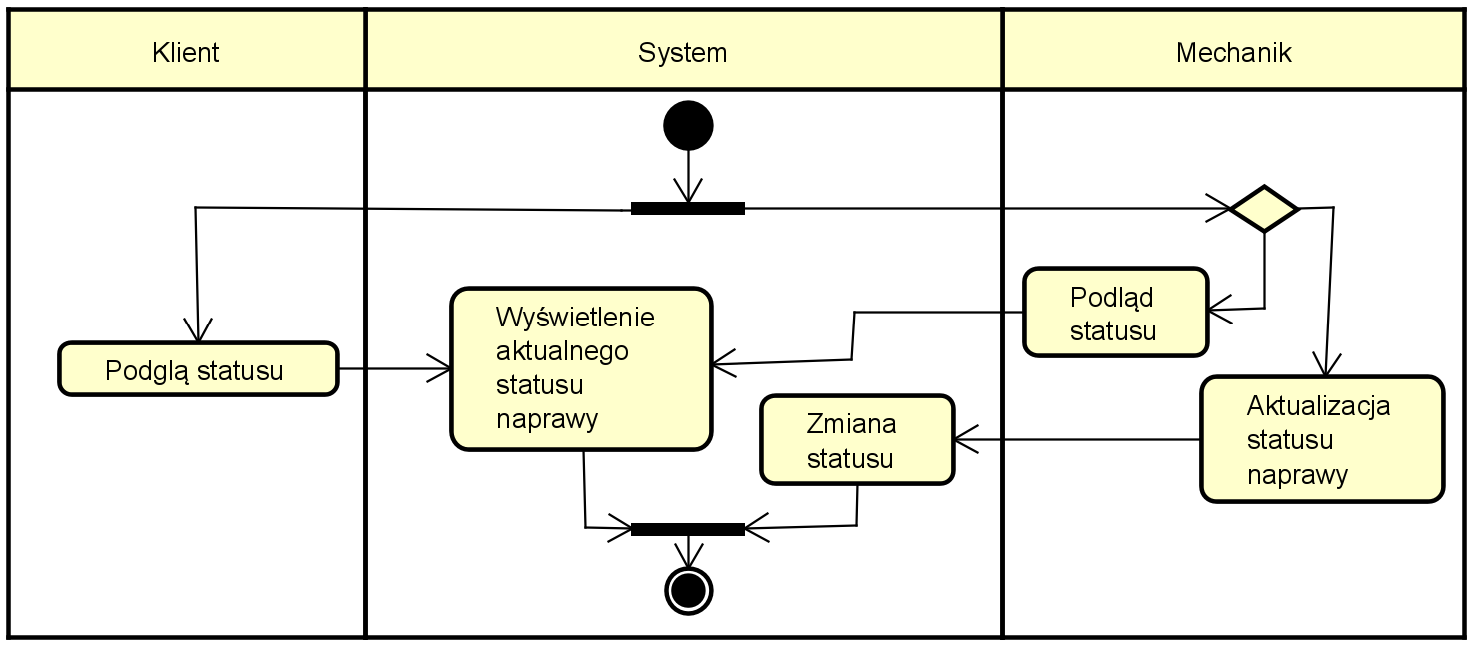 Klient
System
Mechanik
Podglą statusu
Wyświetlenie
aktualnego
statusu
naprawy
Podląd
statusu
Zmiana
statusu
Aktualizacja
statusu
naprawy